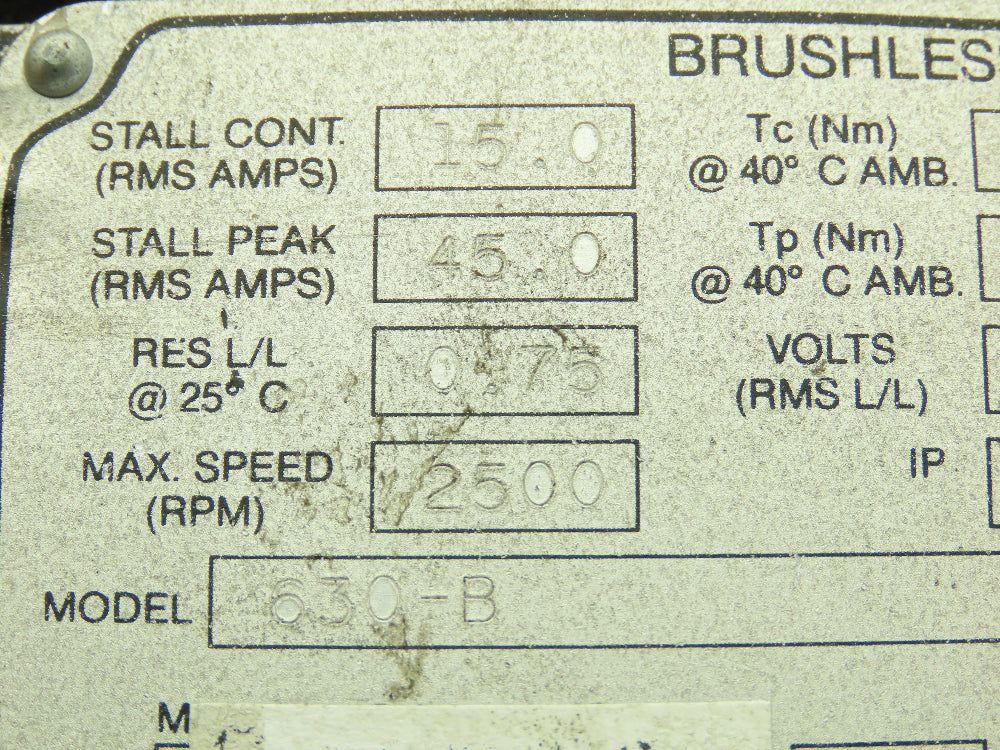 BRUSHLES
STALL CONT.
(RMS AMPS)
15.0
Tc (Nm)
@ 40° C AMB.
STALL PEAK
(RMS AMPS)
45.0
Tp (Nm)
@ 40° C AMB.
RES L/L
@ 25° C
0.75
VOLTS
(RMS L/L)
MAX. SPEED
(RPM)
2500
IP
MODEL
630-B
M